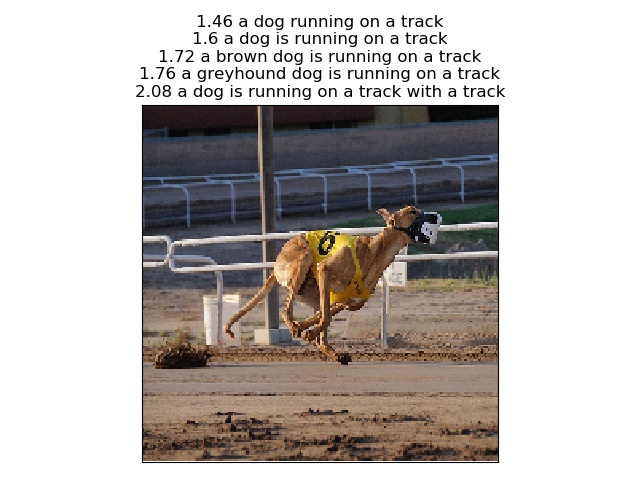 1.46 a dog running on a track
1.6 a dog is running on a track
1.72 a brown dog is running on a track
1.76 a greyhound dog is running on a track
2.08 a dog is running on a track with a track